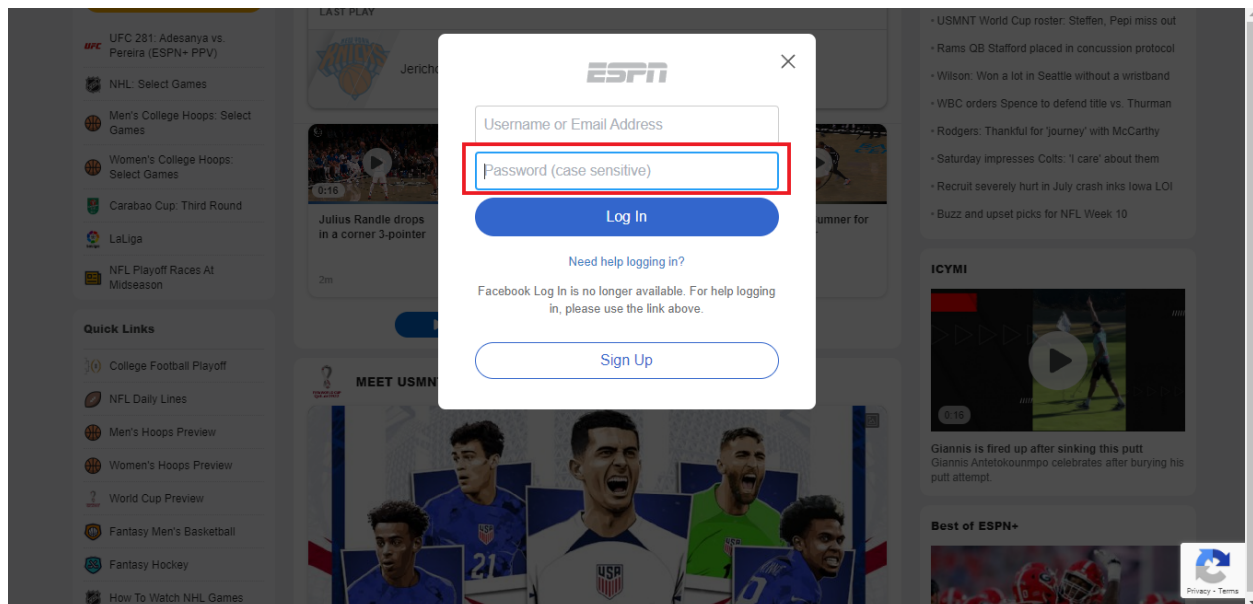 LAST PLAY
UFC
UFC 281: Adesanya vs.
Pereira (ESPN+ PPV)
NHL: Select Games
Men's College Hoops: Select
Games
Women's College Hoops:
Select Games
Carabao Cup: Third Round
LaLiga
NFL Playoff Races At
Midseason
Quick Links
College Football Playoff
NFL Daily Lines
Men's Hoops Preview
Women's Hoops Preview
World Cup Preview
Fantasy Men's Basketball
Fantasy Hockey
How To Watch NHL Games
NEW YORK
KNICKS
0:16
Julius Randle drops
in a corner 3-pointer
2m
MEET USMN
ESPN
Username or Email Address
Password (case sensitive)
Log In
Need help logging in?
Facebook Log In is no longer available. For help logging
in, please use the link above.
Sign Up
umner for
USA
21
USA
• USMNT World Cup roster: Steffen, Pepi miss out
• Rams QB Stafford placed in concussion protocol
• Wilson: Won a lot in Seattle without a wristband
• WBC orders Spence to defend title vs. Thurman
• Rodgers: Thankful for 'journey' with McCarthy
• Saturday impresses Colts: 'I care' about them
• Recruit severely hurt in July crash inks Iowa LOI
• Buzz and upset picks for NFL Week 10
ICYMI
0:16
Giannis is fired up after sinking this putt
Giannis Antetokounmpo celebrates after burying his
putt attempt.
Best of ESPN+
Privacy - Terms